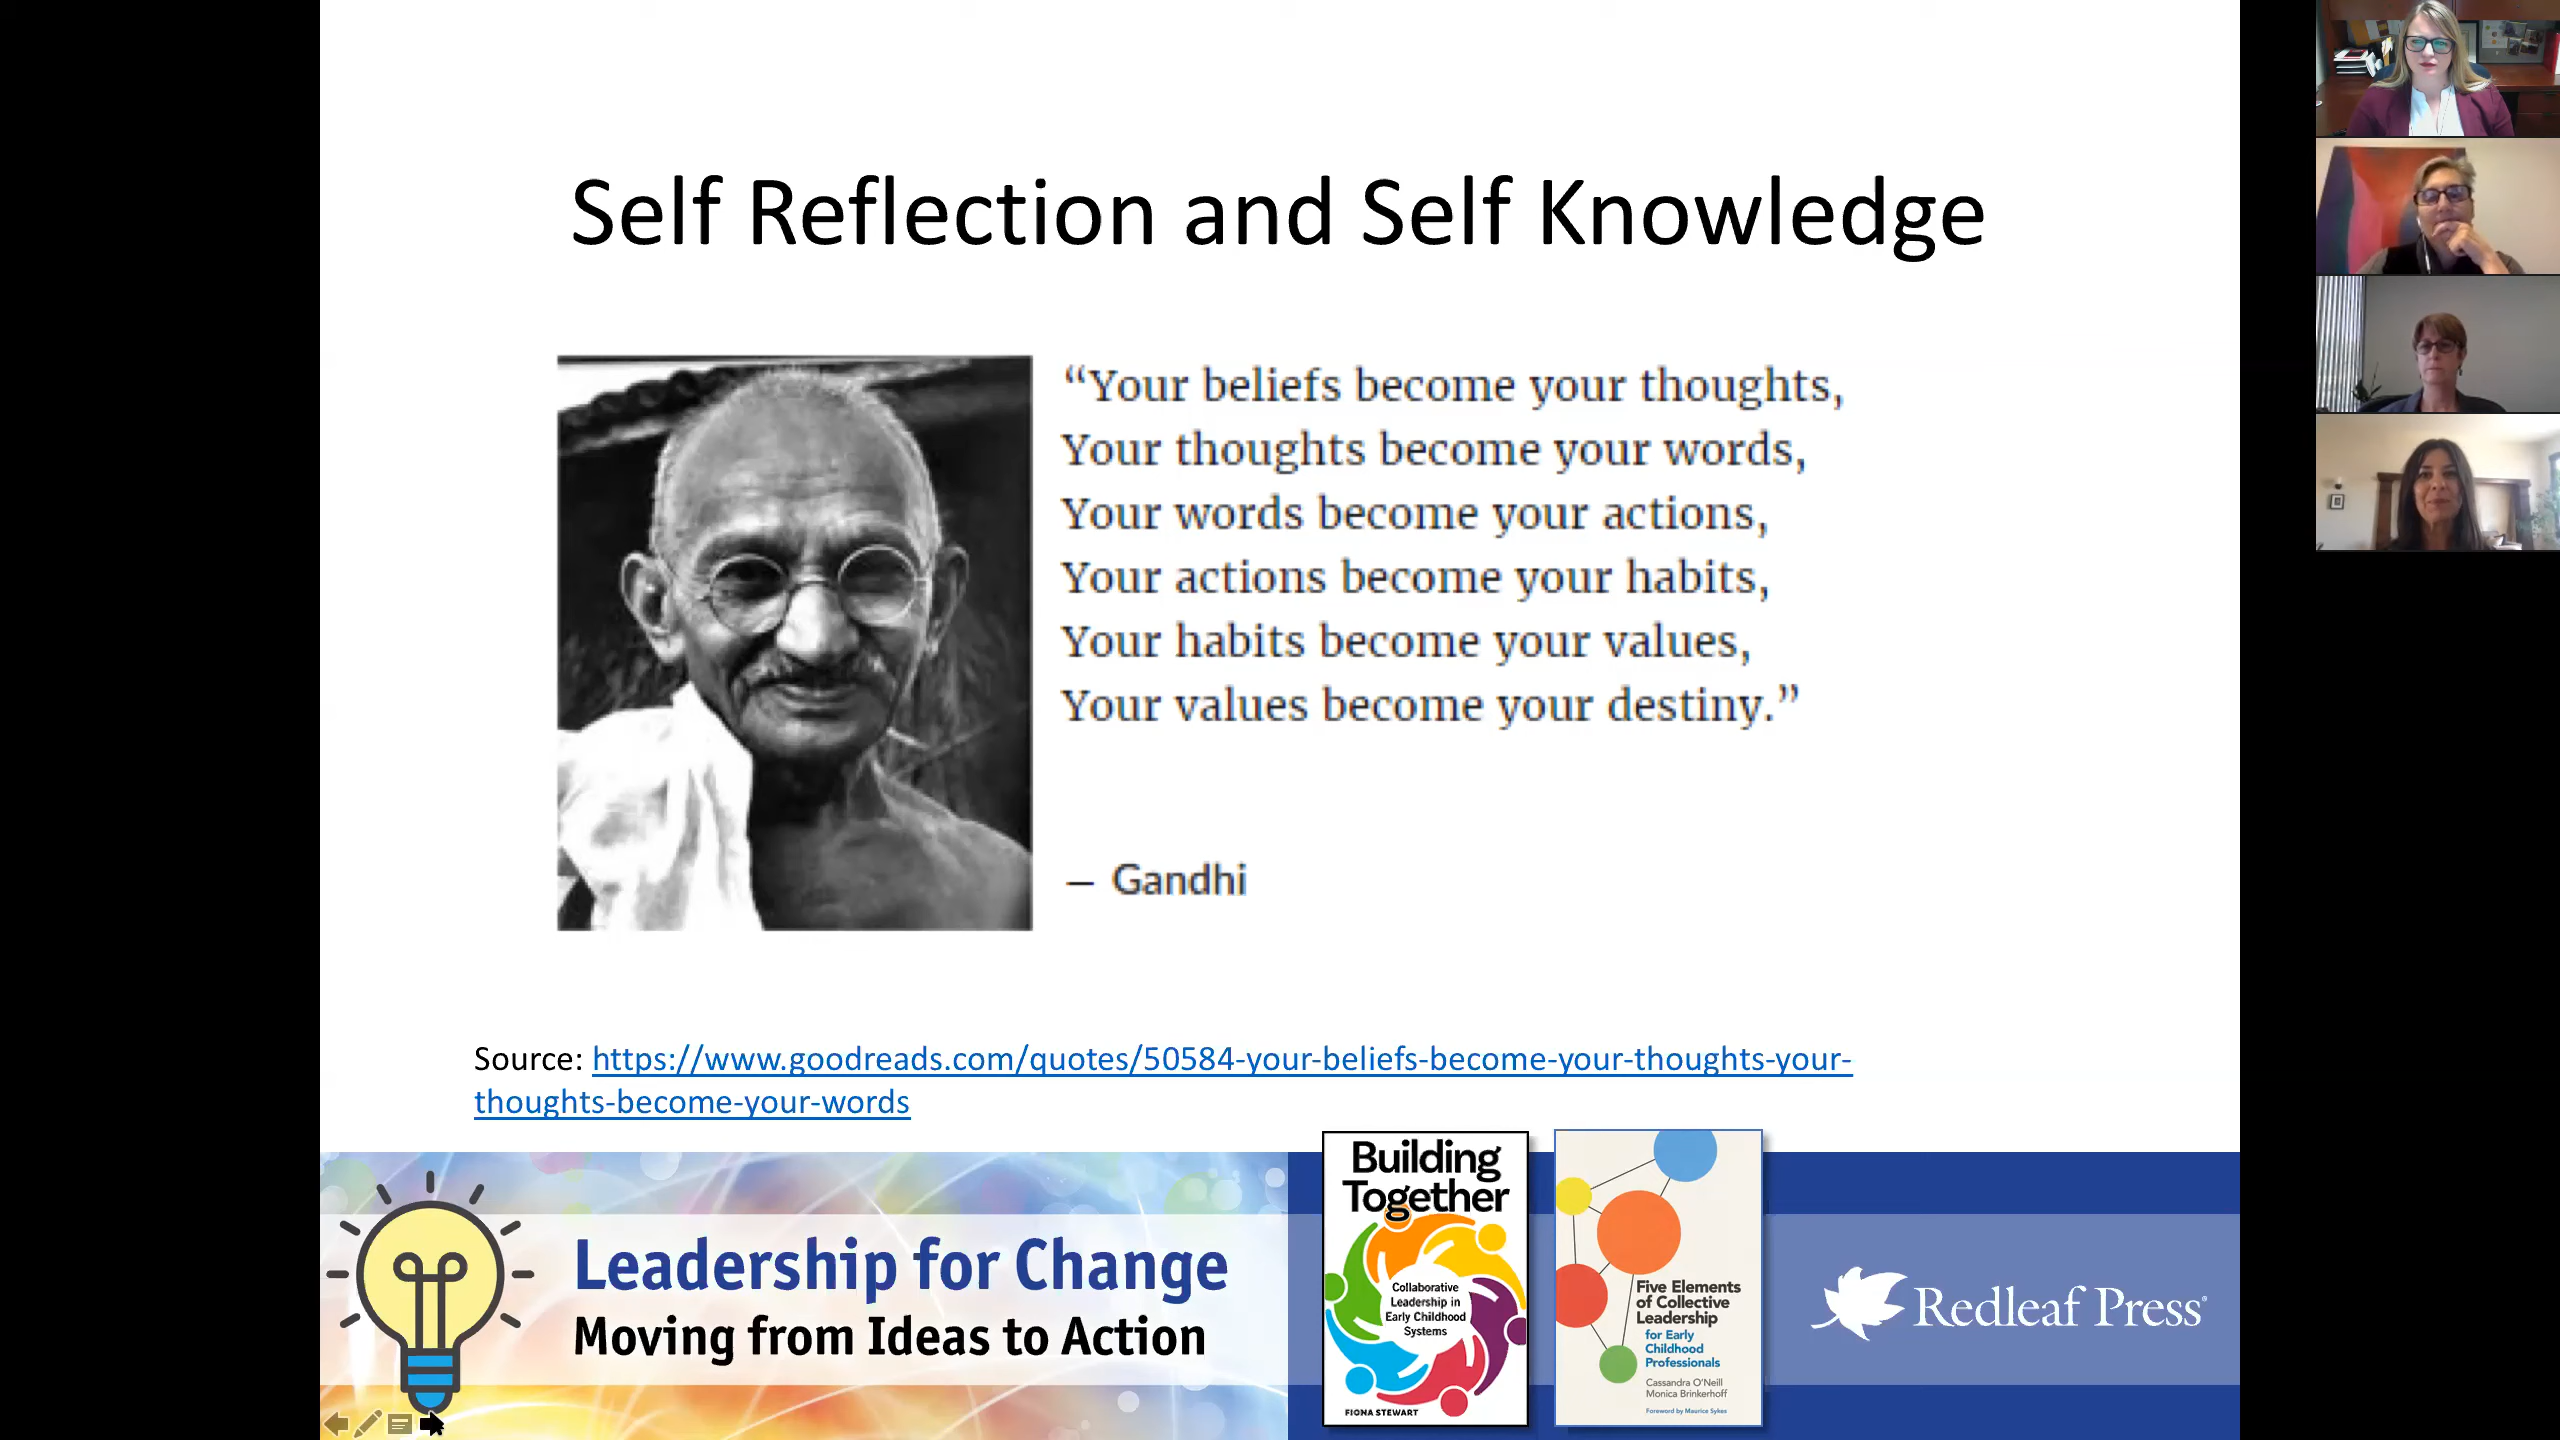 Self Reflection and Self Knowledge
“Your beliefs become your thoughts,
Your thoughts become your words,
Your words become your actions,
Your actions become your habits,
Your habits become your values,
Your values become your destiny.”
— Gandhi
Source: https://www.goodreads.com/quotes/50584-your-beliefs-become-your-thoughts-your-
thoughts-become-your-words
Leadership for Change
Moving from Ideas to Action
Building
Together
Collaborative
Leadership in
Early Childhood
Systems
FIONA STEWART
Five Elements
of Collective
Leadership
for Early
Childhood
Professionals
Cassandra O'Neill
Monica Brinkerhoff
Foreword by Maurice Sykes
Redleaf Press®